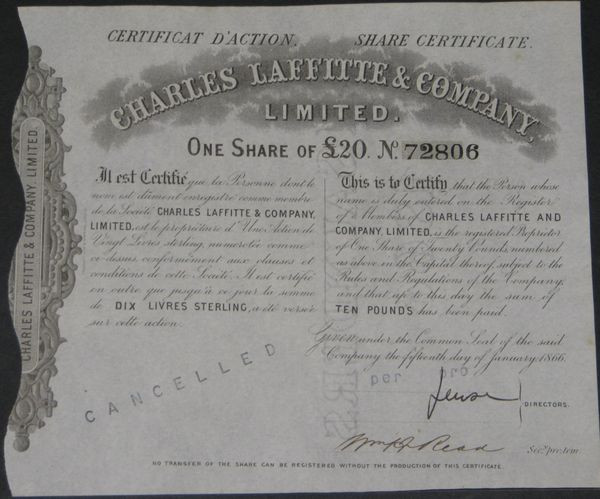 CERTIFICAT D'ACTION. SHARE CERTIFICATE.
CHARLES LAFFITTE & COMPANY,
LIMITED.
ONE SHARE OF £20. No. 72806
Il est Certifié que la Personne dont le
nom est dûment enregistré comme membre
de la Société CHARLES LAFFITTE & COMPANY,
LIMITED, est le propriétaire d'Une Action de
Vingt Livres sterling, numérotée comme
ci-dessus conformément aux clauses et
conditions de cette Société. Il est certifié
en outre que jusqu'à ce jour la somme
de DIX LIVRES STERLING, a été versée
sur cette action.
This is to Certify that the Person whose
name is duly entered on the Register
of Members of CHARLES LAFFITTE AND
COMPANY, LIMITED, is the registered Proprietor
of One Share of Twenty Pounds, numbered
as above in the Capital thereof, subject to the
Rules and Regulations of the Company,
and that up to this day the sum of
TEN POUNDS has been paid.
Given under the Common Seal of the said
Company the fifteenth day of January, 1866.
CANCELLED
per pro
DIRECTORS.
Read
Secy. pro. tem.
NO TRANSFER OF THE SHARE CAN BE REGISTERED WITHOUT THE PRODUCTION OF THIS CERTIFICATE.
CHARLES LAFFITTE & COMPANY, LIMITED.